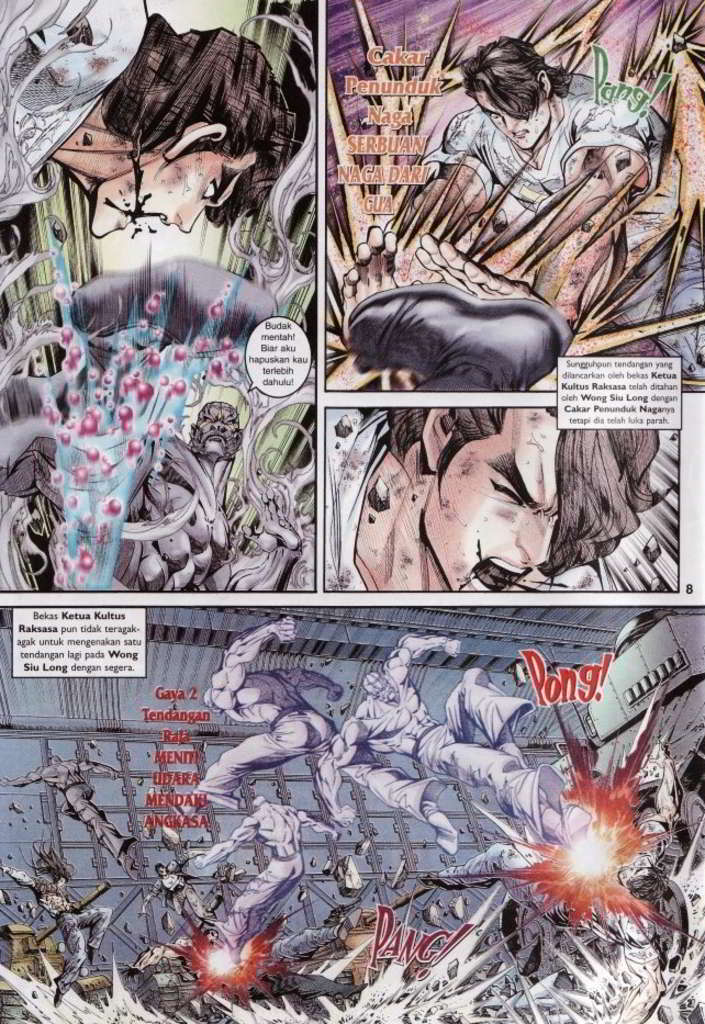 Budak
mentah!
Biar aku
hapuskan kau
terlebih
dahulu!
Cakar
Penunduk
Naga
SERBUAN
NAGA DARI
GUA
Pang!
Sungguhpun tendangan yang
dilancarkan oleh bekas Ketua
Kultus Raksasa telah ditahan
oleh Wong Siu Long dengan
Cakar Penunduk Naganya
tetapi dia telah luka parah.
8
Bekas Ketua Kultus
Raksasa pun tidak teragak-
agak untuk mengenakan satu
tendangan lagi pada Wong
Siu Long dengan segera.
Gaya 2
Tendangan
Raja
MENITI
UDARA
MENDAKI
ANGKASA
Pong!
PANG!